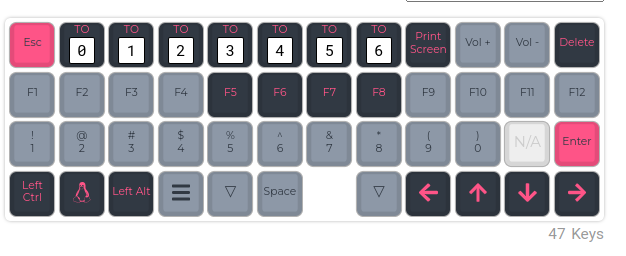 Esc TO 0 TO 1 TO 2 TO 3 TO 4 TO 5 TO 6 Print Screen Vol + Vol - Delete
F1 F2 F3 F4 F5 F6 F7 F8 F9 F10 F11 F12
! 1 @ 2 # 3 $ 4 % 5 ^ 6 & 7 * 8 ( 9 ) 0 N/A Enter
Left Ctrl Left Alt ☰ ▽ Space ▽ ← ↑ ↓ →
47 Keys